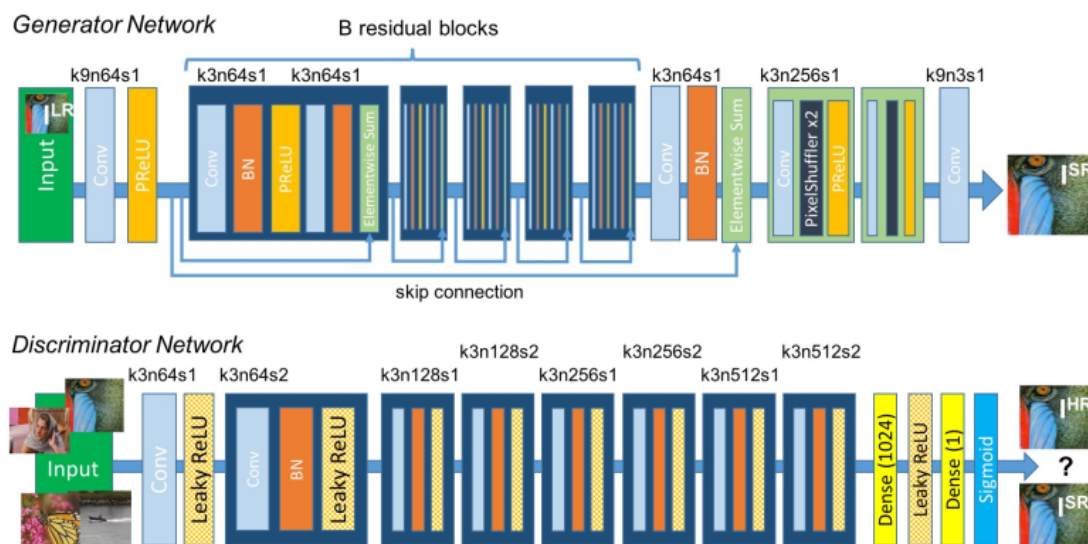 Generator Network
B residual blocks
k9n64s1
k3n64s1
k3n64s1
k3n64s1
k3n256s1
k9n3s1
I^LR
Input
Conv
PReLU
Conv
BN
PReLU
Elementwise Sum
Conv
BN
Elementwise Sum
Conv
PixelShuffler x2
PReLU
Conv
I^SR
skip connection
Discriminator Network
k3n128s2
k3n256s2
k3n512s2
k3n64s1
k3n64s2
k3n128s1
k3n256s1
k3n512s1
Input
Conv
Leaky ReLU
Conv
BN
Leaky ReLU
Dense (1024)
Leaky ReLU
Dense (1)
Sigmoid
I^HR
?
I^SR